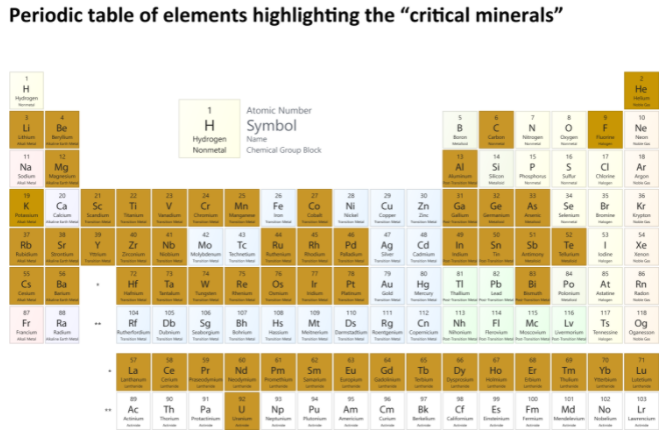 Periodic table of elements highlighting the “critical minerals”
1 2
H He
Hydrogen Helium
Nonmetal Noble Gas
1 Atomic Number
H Symbol
Hydrogen Name
Nonmetal Chemical Group Block
3 4 5 6 7 8 9 10
Li Be B C N O F Ne
Lithium Beryllium Boron Carbon Nitrogen Oxygen Fluorine Neon
11 12 13 14 15 16 17 18
Na Mg Al Si P S Cl Ar
Sodium Magnesium Aluminum Silicon Phosphorus Sulfur Chlorine Argon
19 20 21 22 23 24 25 26 27 28 29 30 31 32 33 34 35 36
K Ca Sc Ti V Cr Mn Fe Co Ni Cu Zn Ga Ge As Se Br Kr
Potassium Calcium Scandium Titanium Vanadium Chromium Manganese Iron Cobalt Nickel Copper Zinc Gallium Germanium Arsenic Selenium Bromine Krypton
37 38 39 40 41 42 43 44 45 46 47 48 49 50 51 52 53 54
Rb Sr Y Zr Nb Mo Tc Ru Rh Pd Ag Cd In Sn Sb Te I Xe
Rubidium Strontium Yttrium Zirconium Niobium Molybdenum Technetium Ruthenium Rhodium Palladium Silver Cadmium Indium Tin Antimony Tellurium Iodine Xenon
55 56 * 72 73 74 75 76 77 78 79 80 81 82 83 84 85 86
Cs Ba Hf Ta W Re Os Ir Pt Au Hg Tl Pb Bi Po At Rn
Cesium Barium Hafnium Tantalum Tungsten Rhenium Osmium Iridium Platinum Gold Mercury Thallium Lead Bismuth Polonium Astatine Radon
87 88 ** 104 105 106 107 108 109 110 111 112 113 114 115 116 117 118
Fr Ra Rf Db Sg Bh Hs Mt Ds Rg Cn Nh Fl Mc Lv Ts Og
Francium Radium Rutherfordium Dubnium Seaborgium Bohrium Hassium Meitnerium Darmstadtium Roentgenium Copernicium Nihonium Flerovium Moscovium Livermorium Tennessine Oganesson
* 57 58 59 60 61 62 63 64 65 66 67 68 69 70 71
La Ce Pr Nd Pm Sm Eu Gd Tb Dy Ho Er Tm Yb Lu
Lanthanum Cerium Praseodymium Neodymium Promethium Samarium Europium Gadolinium Terbium Dysprosium Holmium Erbium Thulium Ytterbium Lutetium
** 89 90 91 92 93 94 95 96 97 98 99 100 101 102 103
Ac Th Pa U Np Pu Am Cm Bk Cf Es Fm Md No Lr
Actinium Thorium Protactinium Uranium Neptunium Plutonium Americium Curium Berkelium Californium Einsteinium Fermium Mendelevium Nobelium Lawrencium